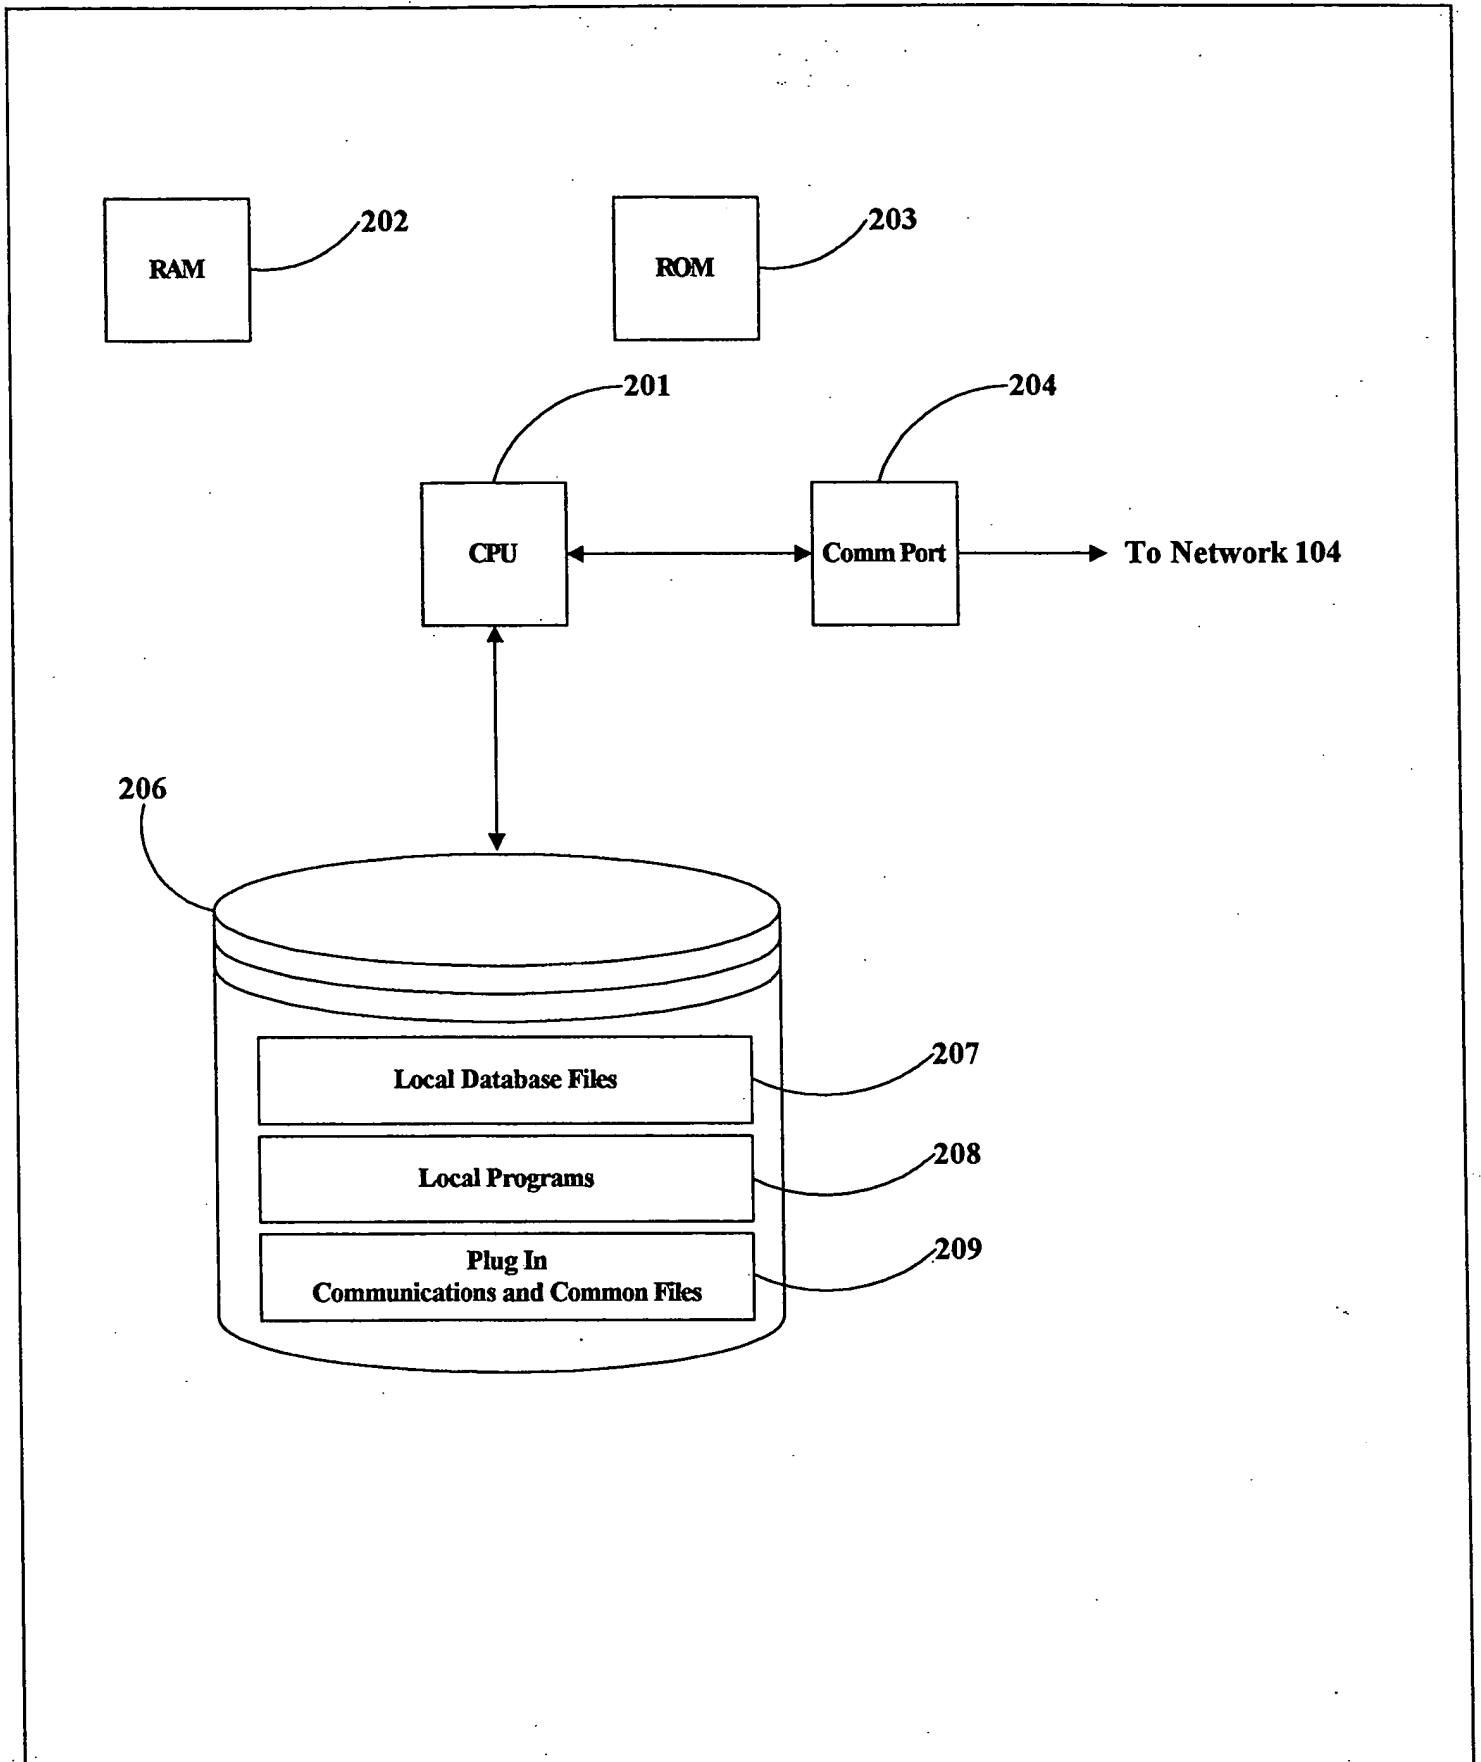 202
RAM
203
ROM
201
204
CPU
Comm Port
To Network 104
206
207
Local Database Files
208
Local Programs
209
Plug In
Communications and Common Files